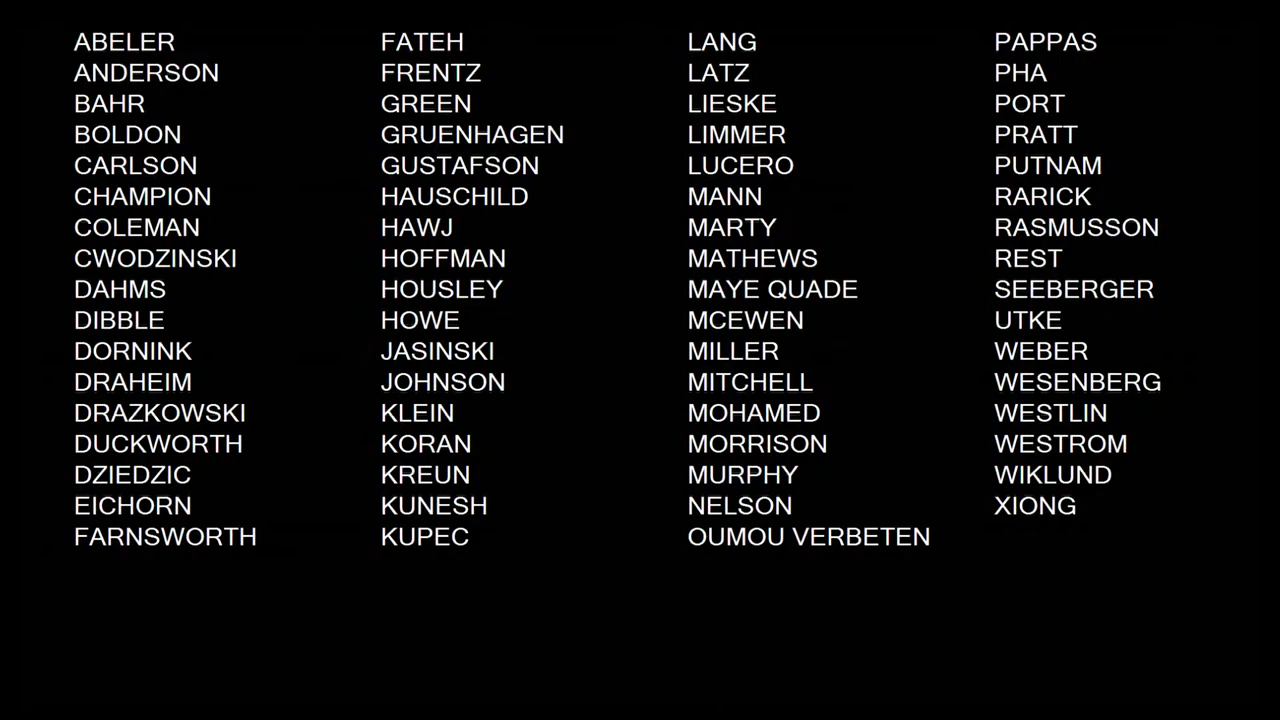 ABELER
ANDERSON
BAHR
BOLDON
CARLSON
CHAMPION
COLEMAN
CWODZINSKI
DAHMS
DIBBLE
DORNINK
DRAHEIM
DRAZKOWSKI
DUCKWORTH
DZIEDZIC
EICHORN
FARNSWORTH
FATEH
FRENTZ
GREEN
GRUENHAGEN
GUSTAFSON
HAUSCHILD
HAWJ
HOFFMAN
HOUSLEY
HOWE
JASINSKI
JOHNSON
KLEIN
KORAN
KREUN
KUNESH
KUPEC
LANG
LATZ
LIESKE
LIMMER
LUCERO
MANN
MARTY
MATHEWS
MAYE QUADE
MCEWEN
MILLER
MITCHELL
MOHAMED
MORRISON
MURPHY
NELSON
OUMOU VERBETEN
PAPPAS
PHA
PORT
PRATT
PUTNAM
RARICK
RASMUSSON
REST
SEEBERGER
UTKE
WEBER
WESENBERG
WESTLIN
WESTROM
WIKLUND
XIONG